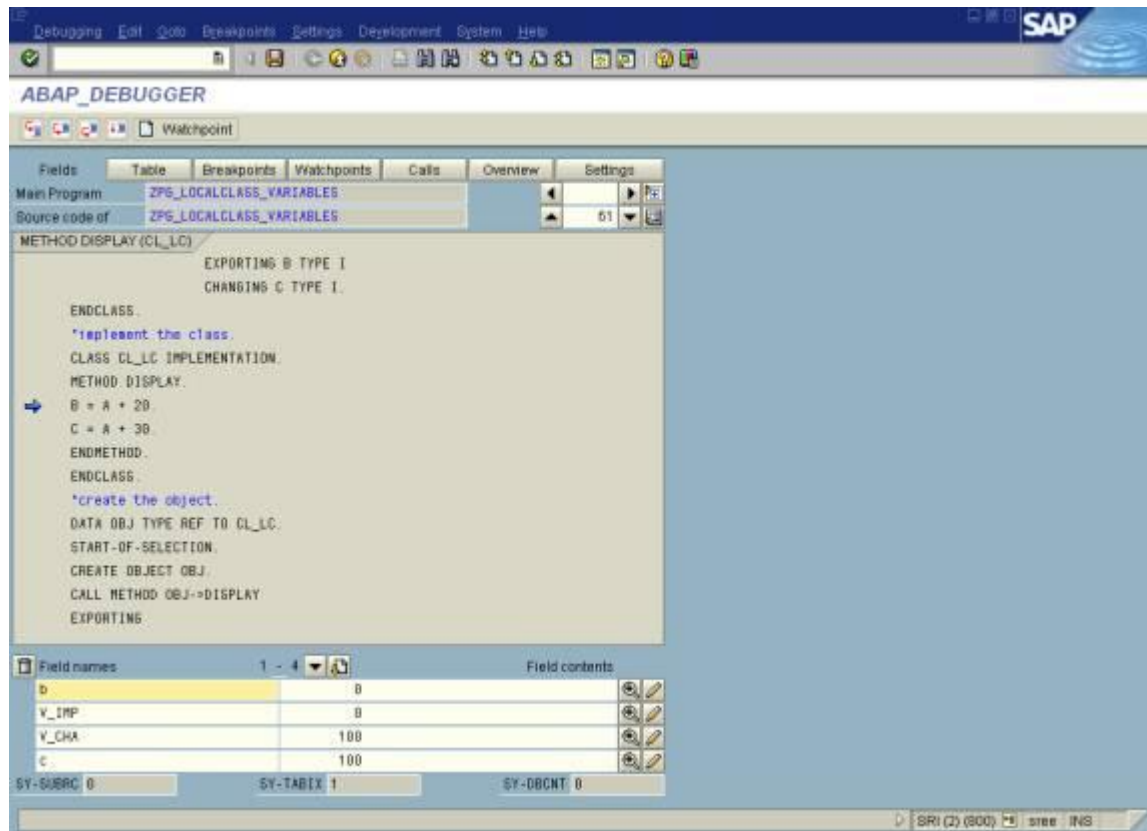 Debugging Edit Goto Breakpoints Settings Development System Help
SAP
ABAP_DEBUGGER
Watchpoint
Fields Table Breakpoints Watchpoints Calls Overview Settings
Main Program ZPG_LOCALCLASS_VARIABLES
Source code of ZPG_LOCALCLASS_VARIABLES 61
METHOD DISPLAY (CL_LC)
EXPORTING B TYPE I
CHANGING C TYPE I.
ENDCLASS.
*implement the class.
CLASS CL_LC IMPLEMENTATION.
METHOD DISPLAY.
B = A + 20.
C = A + 30.
ENDMETHOD.
ENDCLASS.
*create the object.
DATA OBJ TYPE REF TO CL_LC.
START-OF-SELECTION.
CREATE OBJECT OBJ.
CALL METHOD OBJ->DISPLAY
EXPORTING
Field names 1 - 4 Field contents
b 0
V_IMP 0
V_CHA 100
c 100
SY-SUBRC 0 SY-TABIX 1 SY-DBCNT 0
SRI (2) (800) sree INS